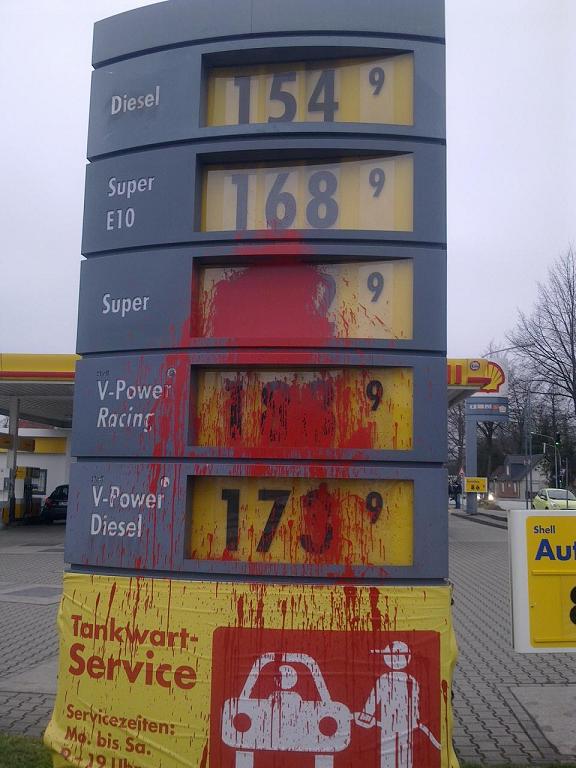 Diesel 154 9
Super 168 9
E10
Super 9
V-Power 9
Racing
V-Power 17 9
Diesel
Shell
Tankwart-
Service
Servicezeiten:
Mo. bis Sa.